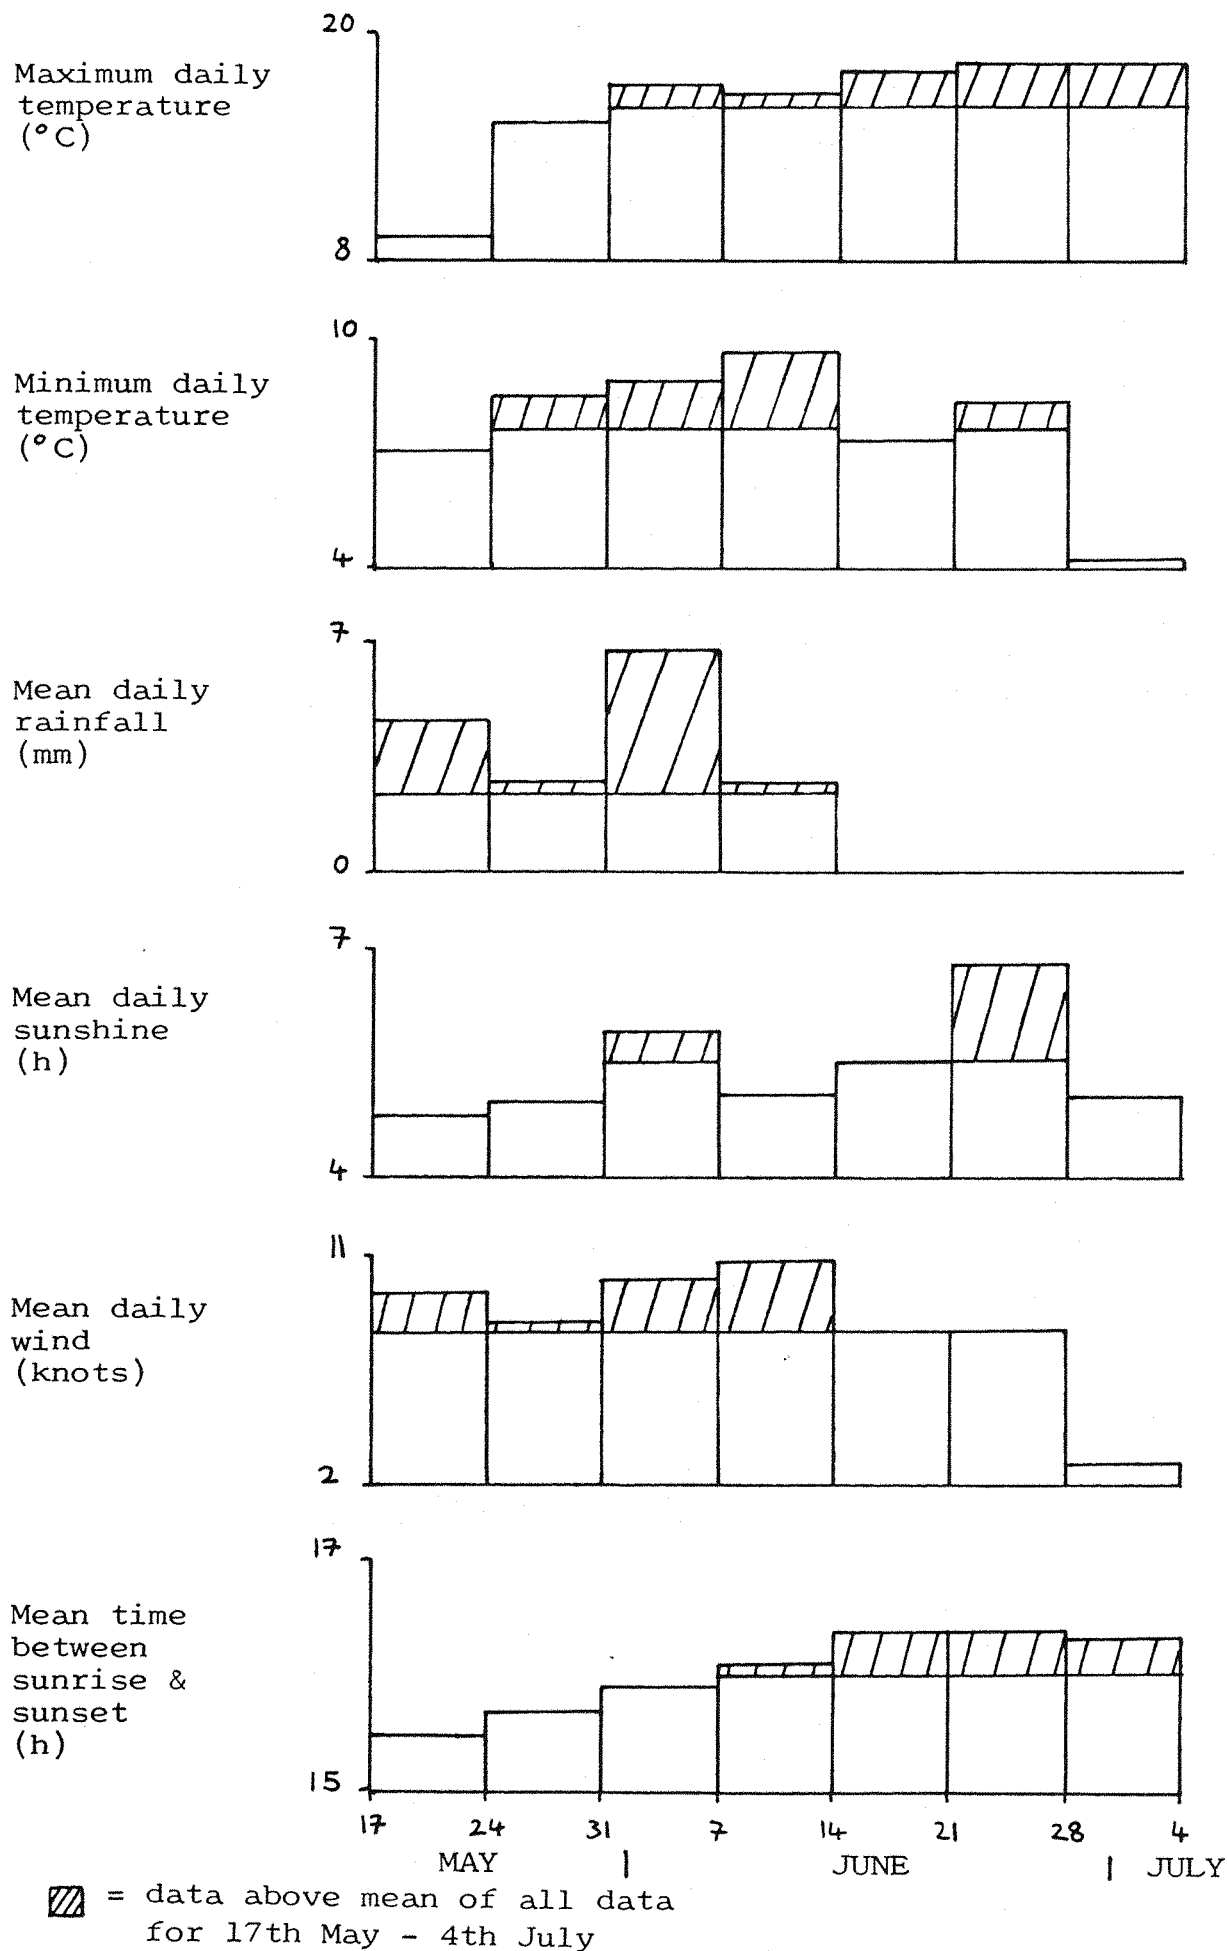 20
Maximum daily
temperature
(°C)
8
10
Minimum daily
temperature
(°C)
4
7
Mean daily
rainfall
(mm)
0
7
Mean daily
sunshine
(h)
4
11
Mean daily
wind
(knots)
2
17
Mean time
between
sunrise &
sunset
(h)
15
17 24 31 7 14 21 28 4
MAY | JUNE | JULY
= data above mean of all data
for 17th May - 4th July